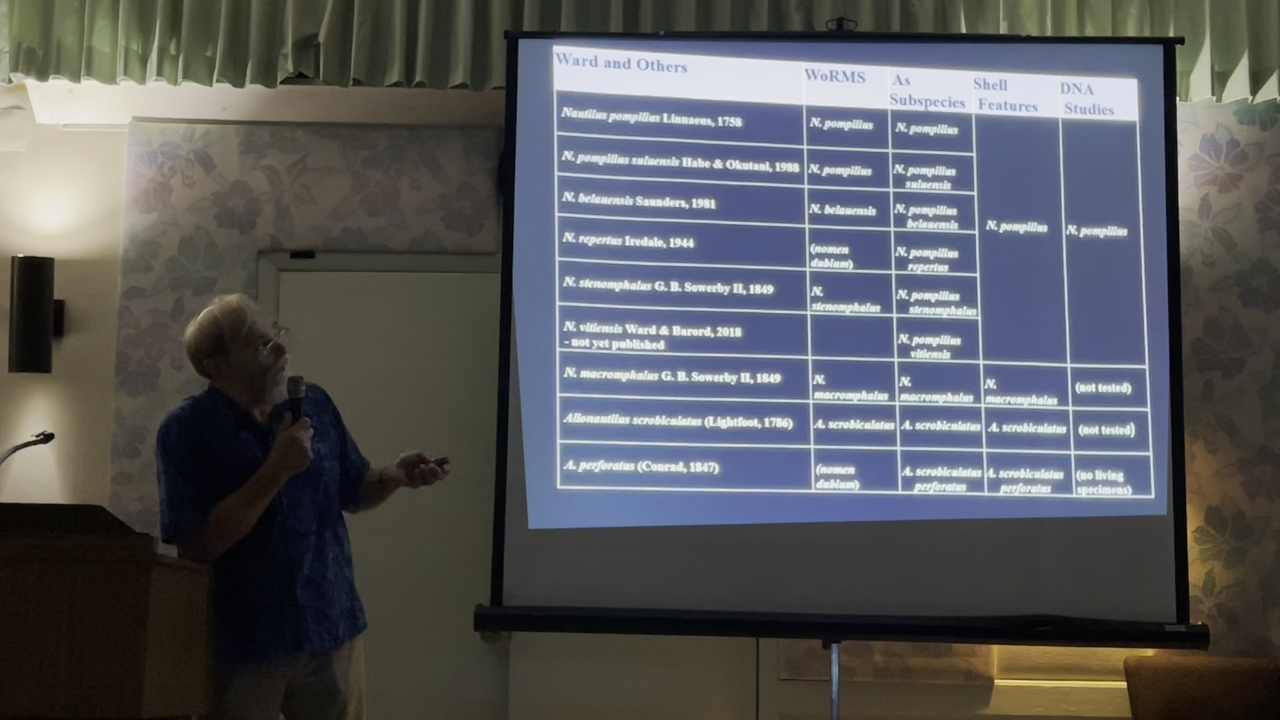 Ward and Others
WoRMS
As
Subspecies
Shell
Features
DNA
Studies
Nautilus pompilius Linnaeus, 1758
N. pompilius
N. pompilius
N. pompilius suluensis Habe & Okutani, 1988
N. pompilius
N. pompilius
suluensis
N. belauensis Saunders, 1981
N. belauensis
N. pompilius
belauensis
N. pompilius
N. pompilius
N. repertus Iredale, 1944
(nomen
dubium)
N. pompilius
repertus
N. stenomphalus G. B. Sowerby II, 1849
N.
stenomphalus
N. pompilius
stenomphalus
N. vitiensis Ward & Barord, 2018
- not yet published
N. pompilius
vitiensis
N. macromphalus G. B. Sowerby II, 1849
N.
macromphalus
N.
macromphalus
N.
macromphalus
(not tested)
Allonautilus scrobiculatus (Lightfoot, 1786)
A. scrobiculatus
A. scrobiculatus
A. scrobiculatus
(not tested)
A. perforatus (Conrad, 1847)
(nomen
dubium)
A. scrobiculatus
perforatus
A. scrobiculatus
perforatus
(no living
specimens)